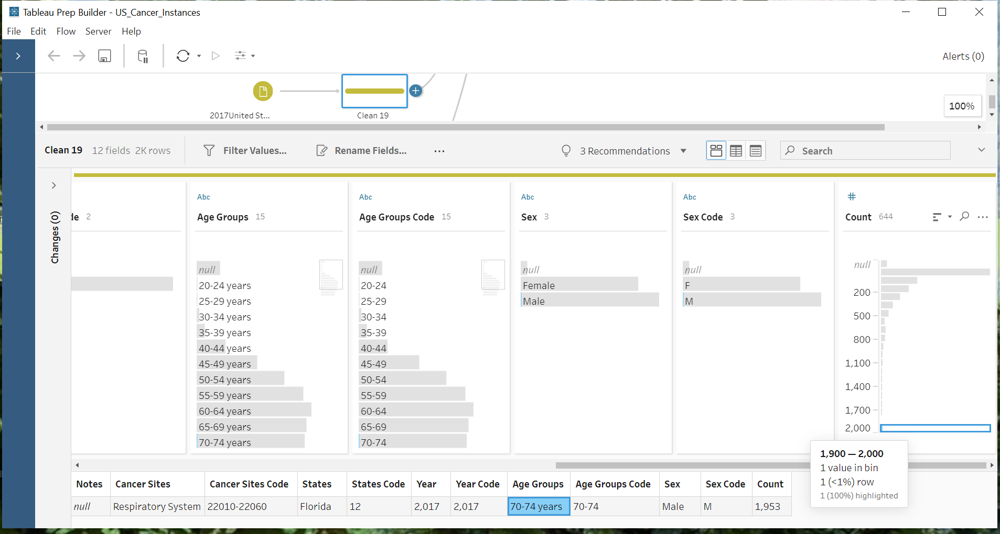 Tableau Prep Builder - US_Cancer_Instances
File Edit Flow Server Help
Alerts (0)
2017United St...
Clean 19
100%
Clean 19 12 fields 2K rows
Filter Values...
Rename Fields...
3 Recommendations
Search
Changes (0)
de 2
Abc
Age Groups 15
null
20-24 years
25-29 years
30-34 years
35-39 years
40-44 years
45-49 years
50-54 years
55-59 years
60-64 years
65-69 years
70-74 years
Abc
Age Groups Code 15
null
20-24
25-29
30-34
35-39
40-44
45-49
50-54
55-59
60-64
65-69
70-74
Abc
Sex 3
null
Female
Male
Abc
Sex Code 3
null
F
M
#
Count 644
null
200
500
800
1,100
1,400
1,700
2,000
1,900 — 2,000
1 value in bin
1 (<1%) row
1 (100%) highlighted
Notes Cancer Sites Cancer Sites Code States States Code Year Year Code Age Groups Age Groups Code Sex Sex Code Count
null Respiratory System 22010-22060 Florida 12 2,017 2,017 70-74 years 70-74 Male M 1,953